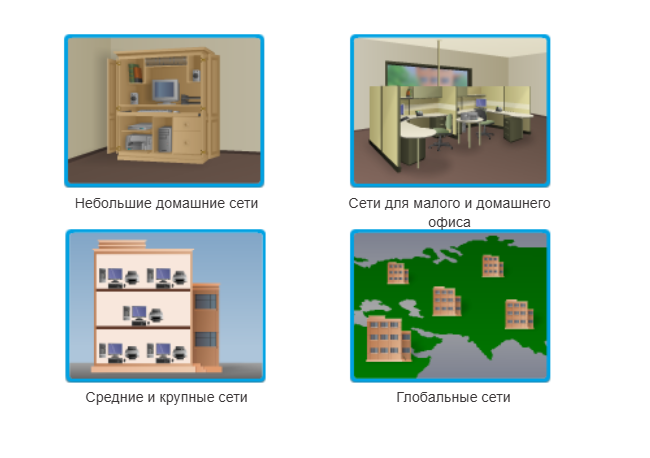 Небольшие домашние сети
Сети для малого и домашнего
офиса
Средние и крупные сети
Глобальные сети